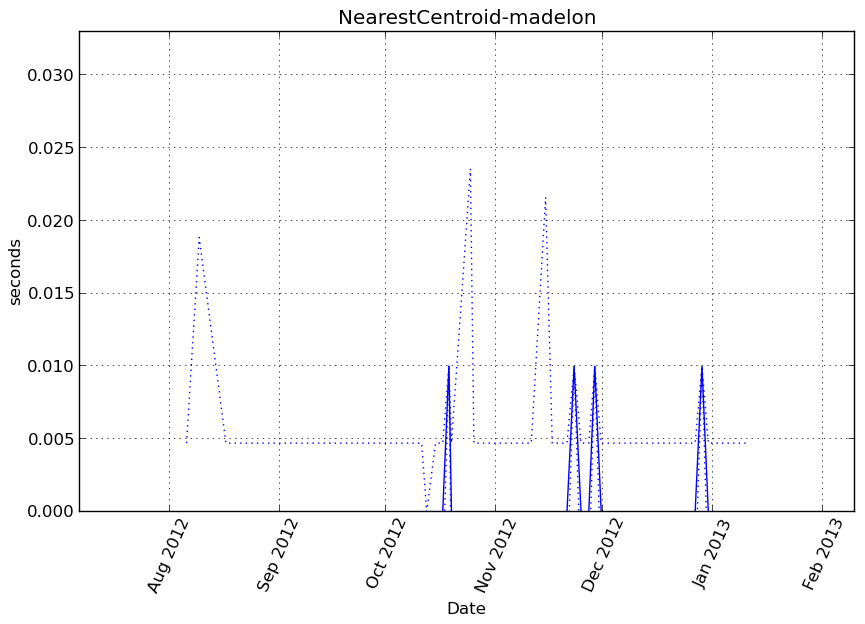 NearestCentroid-madelon
0.030
0.025
0.020
0.015
0.010
0.005
0.000
seconds
Aug 2012
Sep 2012
Oct 2012
Nov 2012
Dec 2012
Jan 2013
Feb 2013
Date